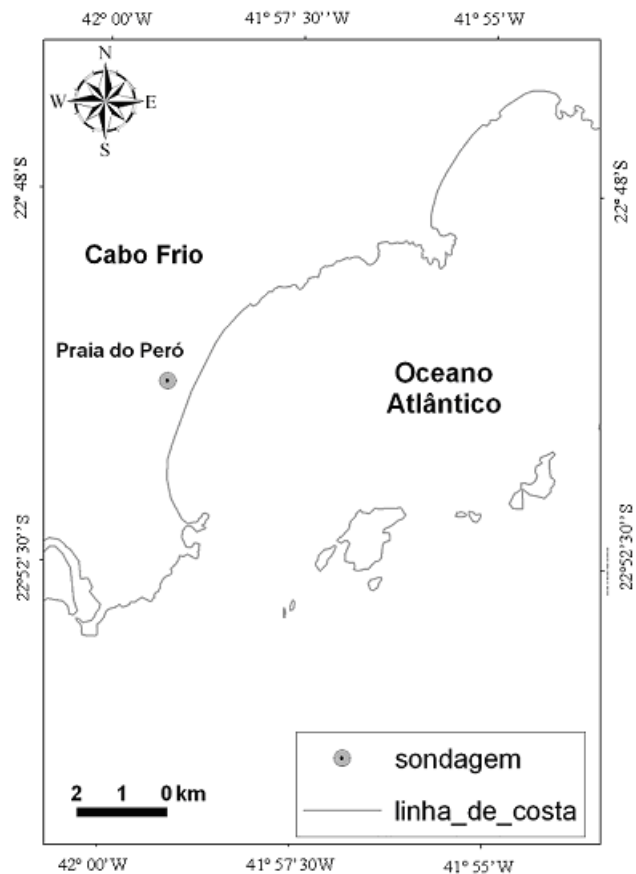 42° 00'W 41° 57' 30''W 41° 55'W
N
W E
S
22° 48'S
22° 48'S
Cabo Frio
Praia do Peró
Oceano
Atlântico
22° 52' 30''S
22° 52' 30''S
sondagem
2 1 0 km
linha_de_costa
42° 00'W 41° 57' 30''W 41° 55'W